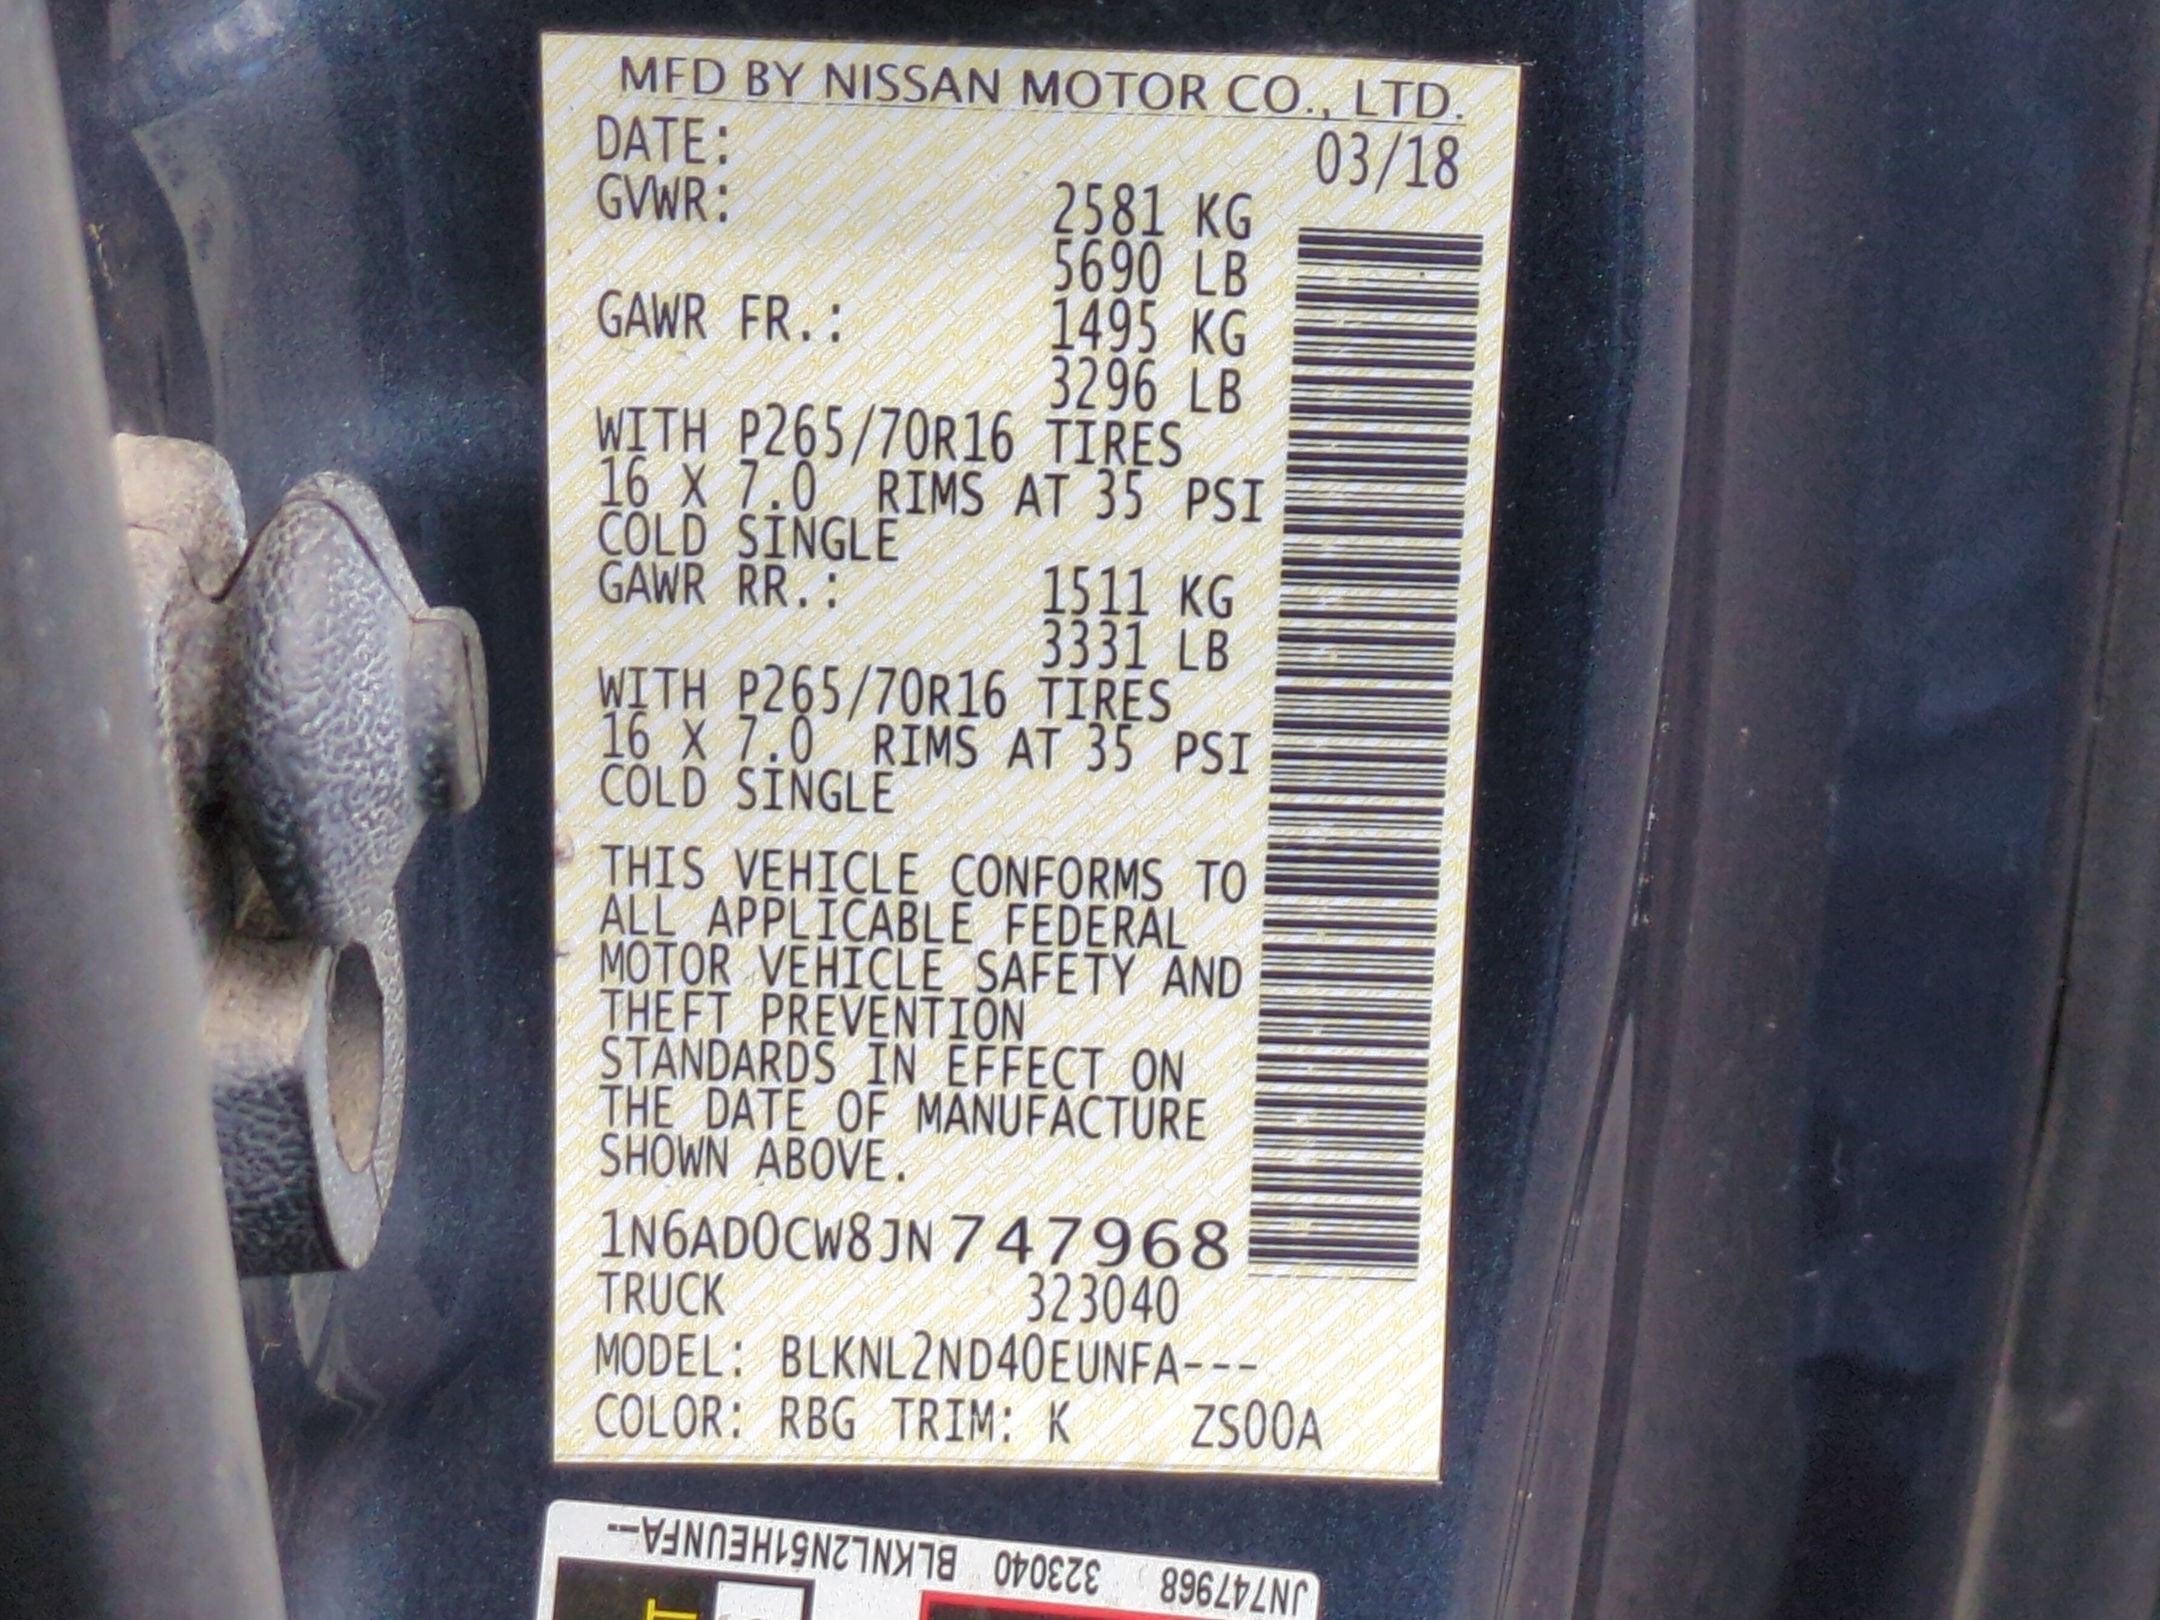 MFD BY NISSAN MOTOR CO., LTD.
DATE: 03/18
GVWR: 2581 KG
5690 LB
GAWR FR.: 1495 KG
3296 LB
WITH P265/70R16 TIRES
16 X 7.0 RIMS AT 35 PSI
COLD SINGLE
GAWR RR.: 1511 KG
3331 LB
WITH P265/70R16 TIRES
16 X 7.0 RIMS AT 35 PSI
COLD SINGLE
THIS VEHICLE CONFORMS TO
ALL APPLICABLE FEDERAL
MOTOR VEHICLE SAFETY AND
THEFT PREVENTION
STANDARDS IN EFFECT ON
THE DATE OF MANUFACTURE
SHOWN ABOVE.
1N6AD0CW8JN747968
TRUCK 323040
MODEL: BLKNL2ND40EUNFA---
COLOR: RBG TRIM: K ZS00A
JN747968 323040 BLKNL2N51HEUNFA--